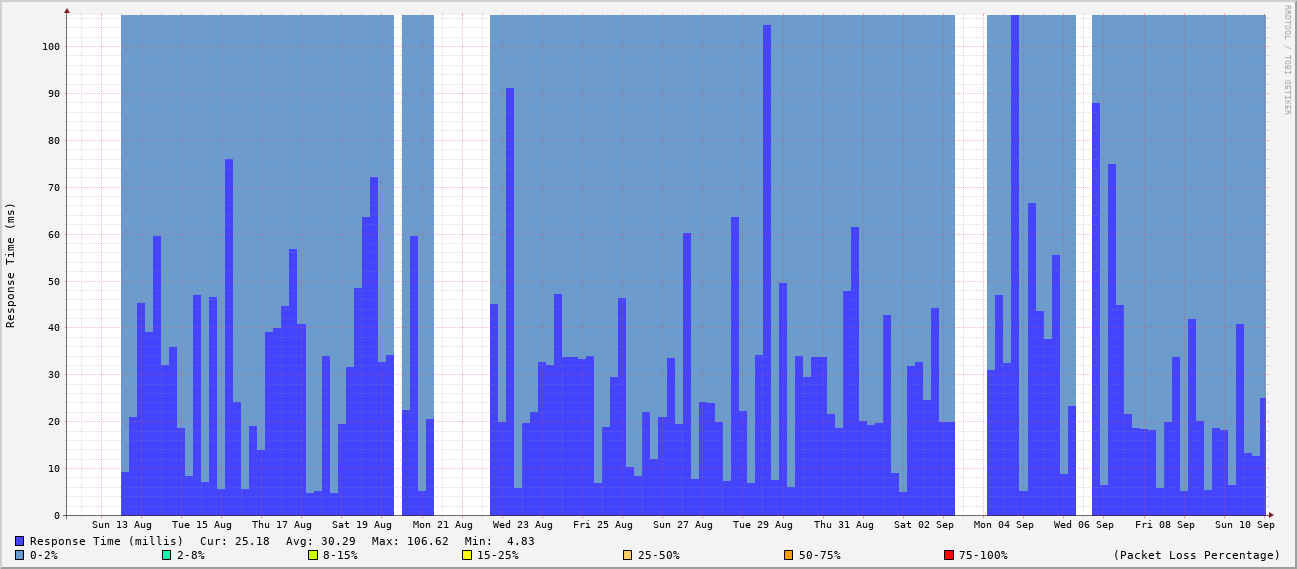 RRDTOOL / TOBI OETIKER
Response Time (ms)
100
90
80
70
60
50
40
30
20
10
0
Sun 13 Aug Tue 15 Aug Thu 17 Aug Sat 19 Aug Mon 21 Aug Wed 23 Aug Fri 25 Aug Sun 27 Aug Tue 29 Aug Thu 31 Aug Sat 02 Sep Mon 04 Sep Wed 06 Sep Fri 08 Sep Sun 10 Sep
Response Time (millis) Cur: 25.18 Avg: 30.29 Max: 106.62 Min: 4.83
0-2% 2-8% 8-15% 15-25% 25-50% 50-75% 75-100% (Packet Loss Percentage)